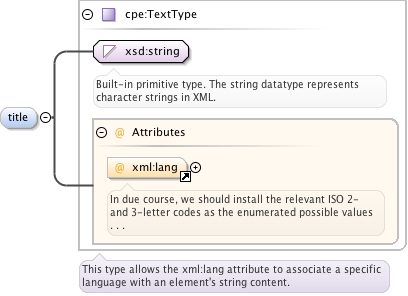 cpe:TextType
xsd:string
Built-in primitive type. The string datatype represents
character strings in XML.
title
@ Attributes
@ xml:lang
In due course, we should install the relevant ISO 2-
and 3-letter codes as the enumerated possible values
. . .
This type allows the xml:lang attribute to associate a specific
language with an element's string content.